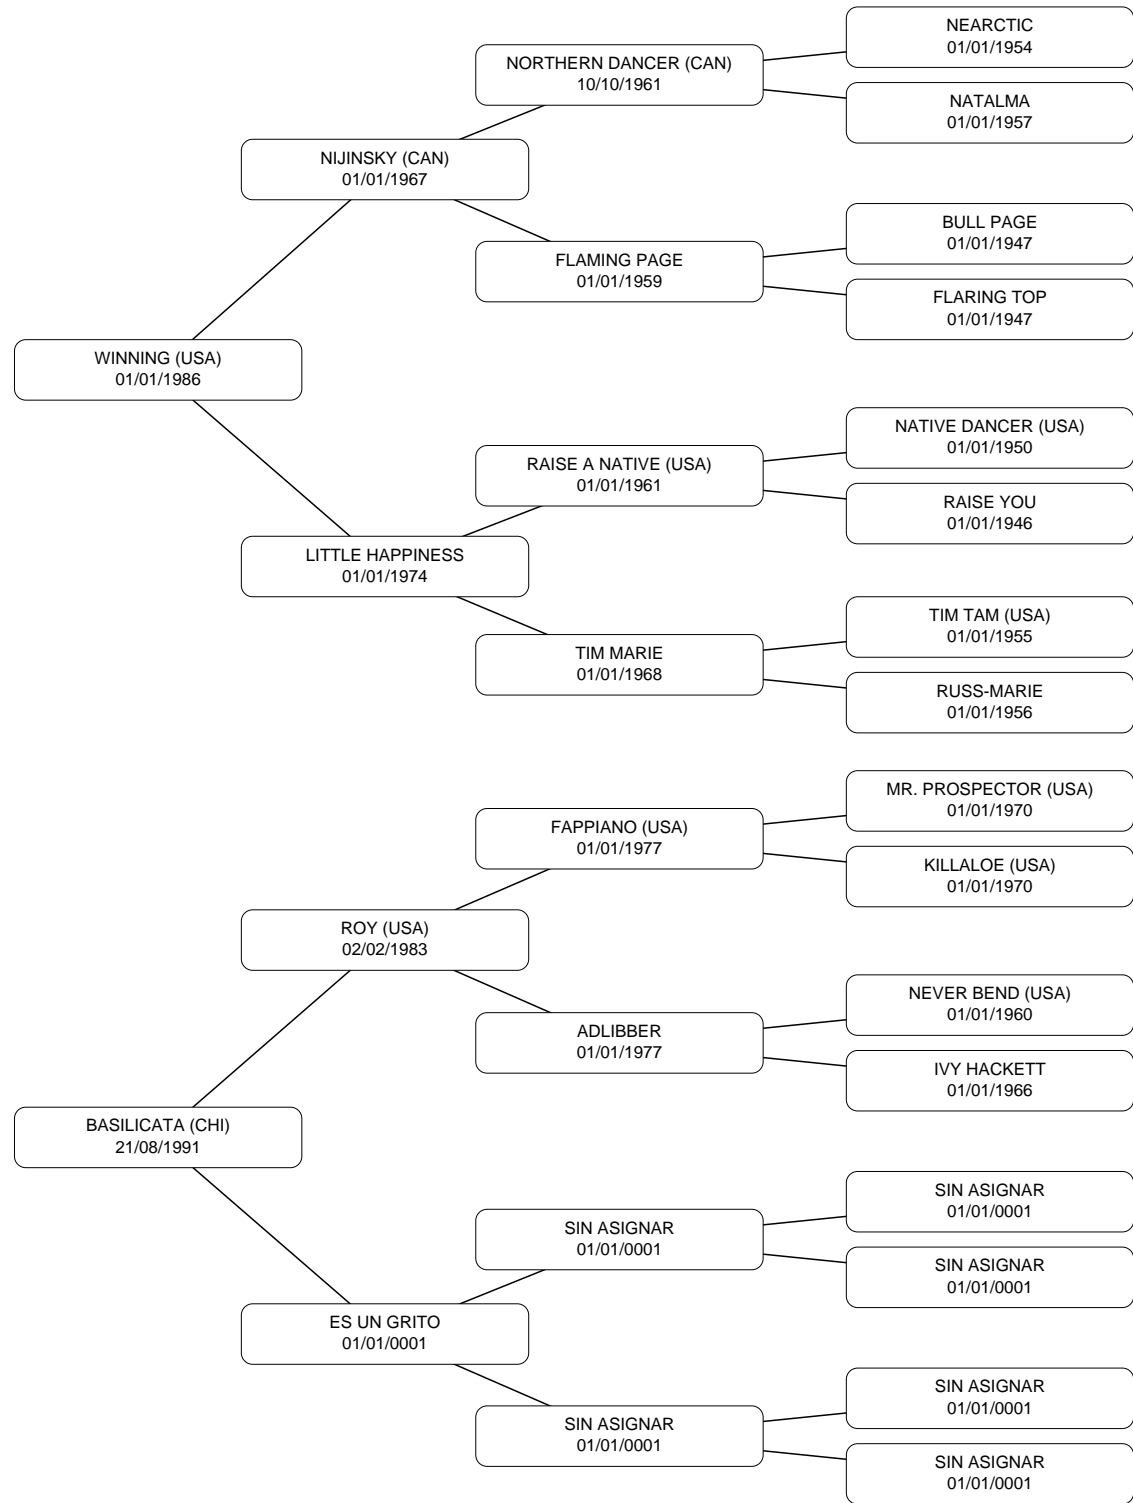 NEARCTIC
01/01/1954
NORTHERN DANCER (CAN)
10/10/1961
NATALMA
01/01/1957
NIJINSKY (CAN)
01/01/1967
BULL PAGE
01/01/1947
FLAMING PAGE
01/01/1959
FLARING TOP
01/01/1947
WINNING (USA)
01/01/1986
NATIVE DANCER (USA)
01/01/1950
RAISE A NATIVE (USA)
01/01/1961
RAISE YOU
01/01/1946
LITTLE HAPPINESS
01/01/1974
TIM TAM (USA)
01/01/1955
TIM MARIE
01/01/1968
RUSS-MARIE
01/01/1956
MR. PROSPECTOR (USA)
01/01/1970
FAPPIANO (USA)
01/01/1977
KILLALOE (USA)
01/01/1970
ROY (USA)
02/02/1983
NEVER BEND (USA)
01/01/1960
ADLIBBER
01/01/1977
IVY HACKETT
01/01/1966
BASILICATA (CHI)
21/08/1991
SIN ASIGNAR
01/01/0001
SIN ASIGNAR
01/01/0001
SIN ASIGNAR
01/01/0001
ES UN GRITO
01/01/0001
SIN ASIGNAR
01/01/0001
SIN ASIGNAR
01/01/0001
SIN ASIGNAR
01/01/0001